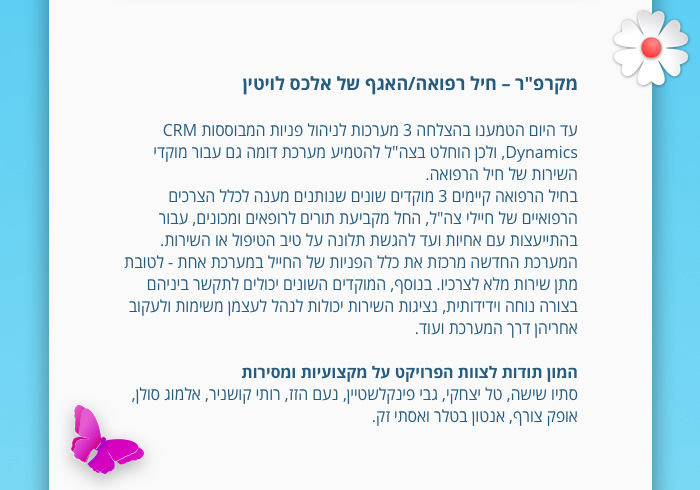 מקרפ"ר – חיל רפואה/האגף של אלכס לויטין
עד היום הטמענו בהצלחה 3 מערכות לניהול פניות המבוססות CRM
Dynamics, ולכן הוחלט בצה"ל להטמיע מערכת דומה גם עבור מוקדי
השירות של חיל הרפואה.
בחיל הרפואה קיימים 3 מוקדים שונים שנותנים מענה לכלל הצרכים
הרפואיים של חיילי צה"ל, החל מקביעת תורים לרופאים ומכונים, עבור
בהתייעצות עם אחיות ועד להגשת תלונה על טיב הטיפול או השירות.
המערכת החדשה מרכזת את כלל הפניות של החייל במערכת אחת - לטובת
מתן שירות מלא לצרכיו. בנוסף, המוקדים השונים יכולים לתקשר ביניהם
בצורה נוחה וידידותית, נציגות השירות יכולות לנהל לעצמן משימות ולעקוב
אחריהן דרך המערכת ועוד.
המון תודות לצוות הפרויקט על מקצועיות ומסירות
סתיו שישה, טל יצחקי, גבי פינקלשטיין, נעם הזז, רותי קושניר, אלמוג סולן,
אופק צורף, אנטון בטלר ואסתי זק.